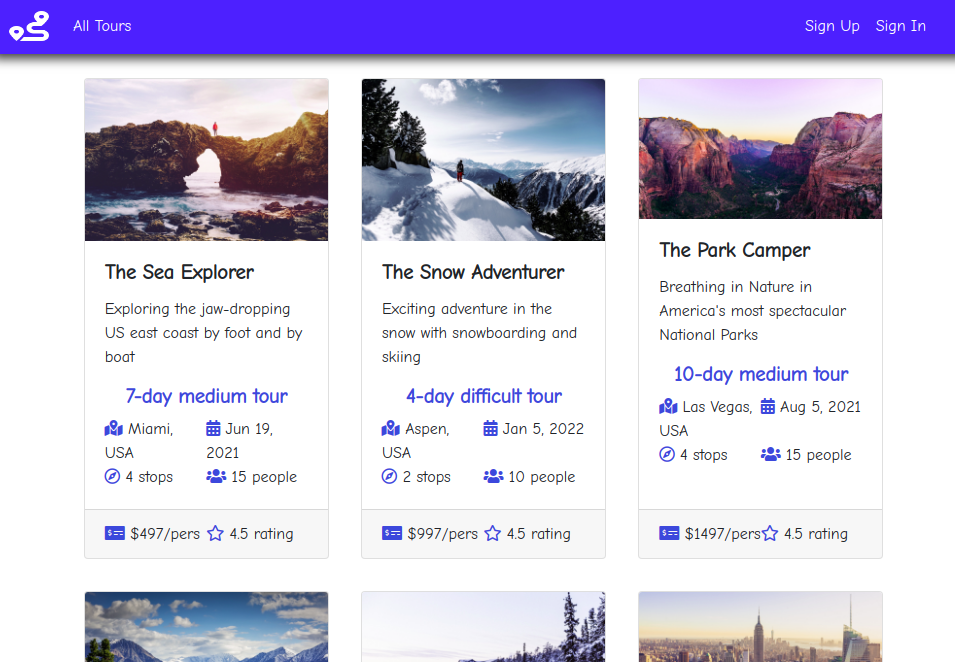 All Tours
Sign Up
Sign In
The Sea Explorer
Exploring the jaw-dropping
US east coast by foot and by
boat
7-day medium tour
Miami,
USA
Jun 19,
2021
4 stops
15 people
$497/pers
4.5 rating
The Snow Adventurer
Exciting adventure in the
snow with snowboarding and
skiing
4-day difficult tour
Aspen,
USA
Jan 5, 2022
2 stops
10 people
$997/pers
4.5 rating
The Park Camper
Breathing in Nature in
America's most spectacular
National Parks
10-day medium tour
Las Vegas,
USA
Aug 5, 2021
4 stops
15 people
$1497/pers
4.5 rating